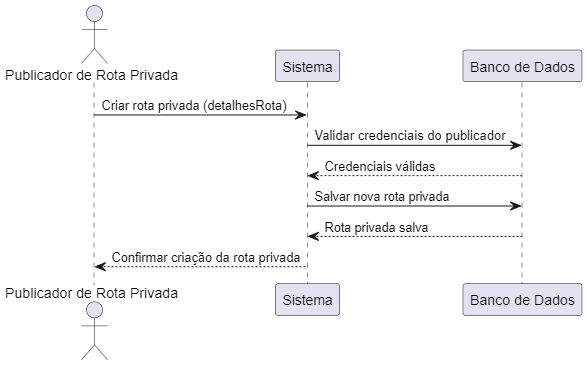 Publicador de Rota Privada
Sistema
Banco de Dados
Criar rota privada (detalhesRota)
Validar credenciais do publicador
Credenciais válidas
Salvar nova rota privada
Rota privada salva
Confirmar criação da rota privada
Publicador de Rota Privada
Sistema
Banco de Dados